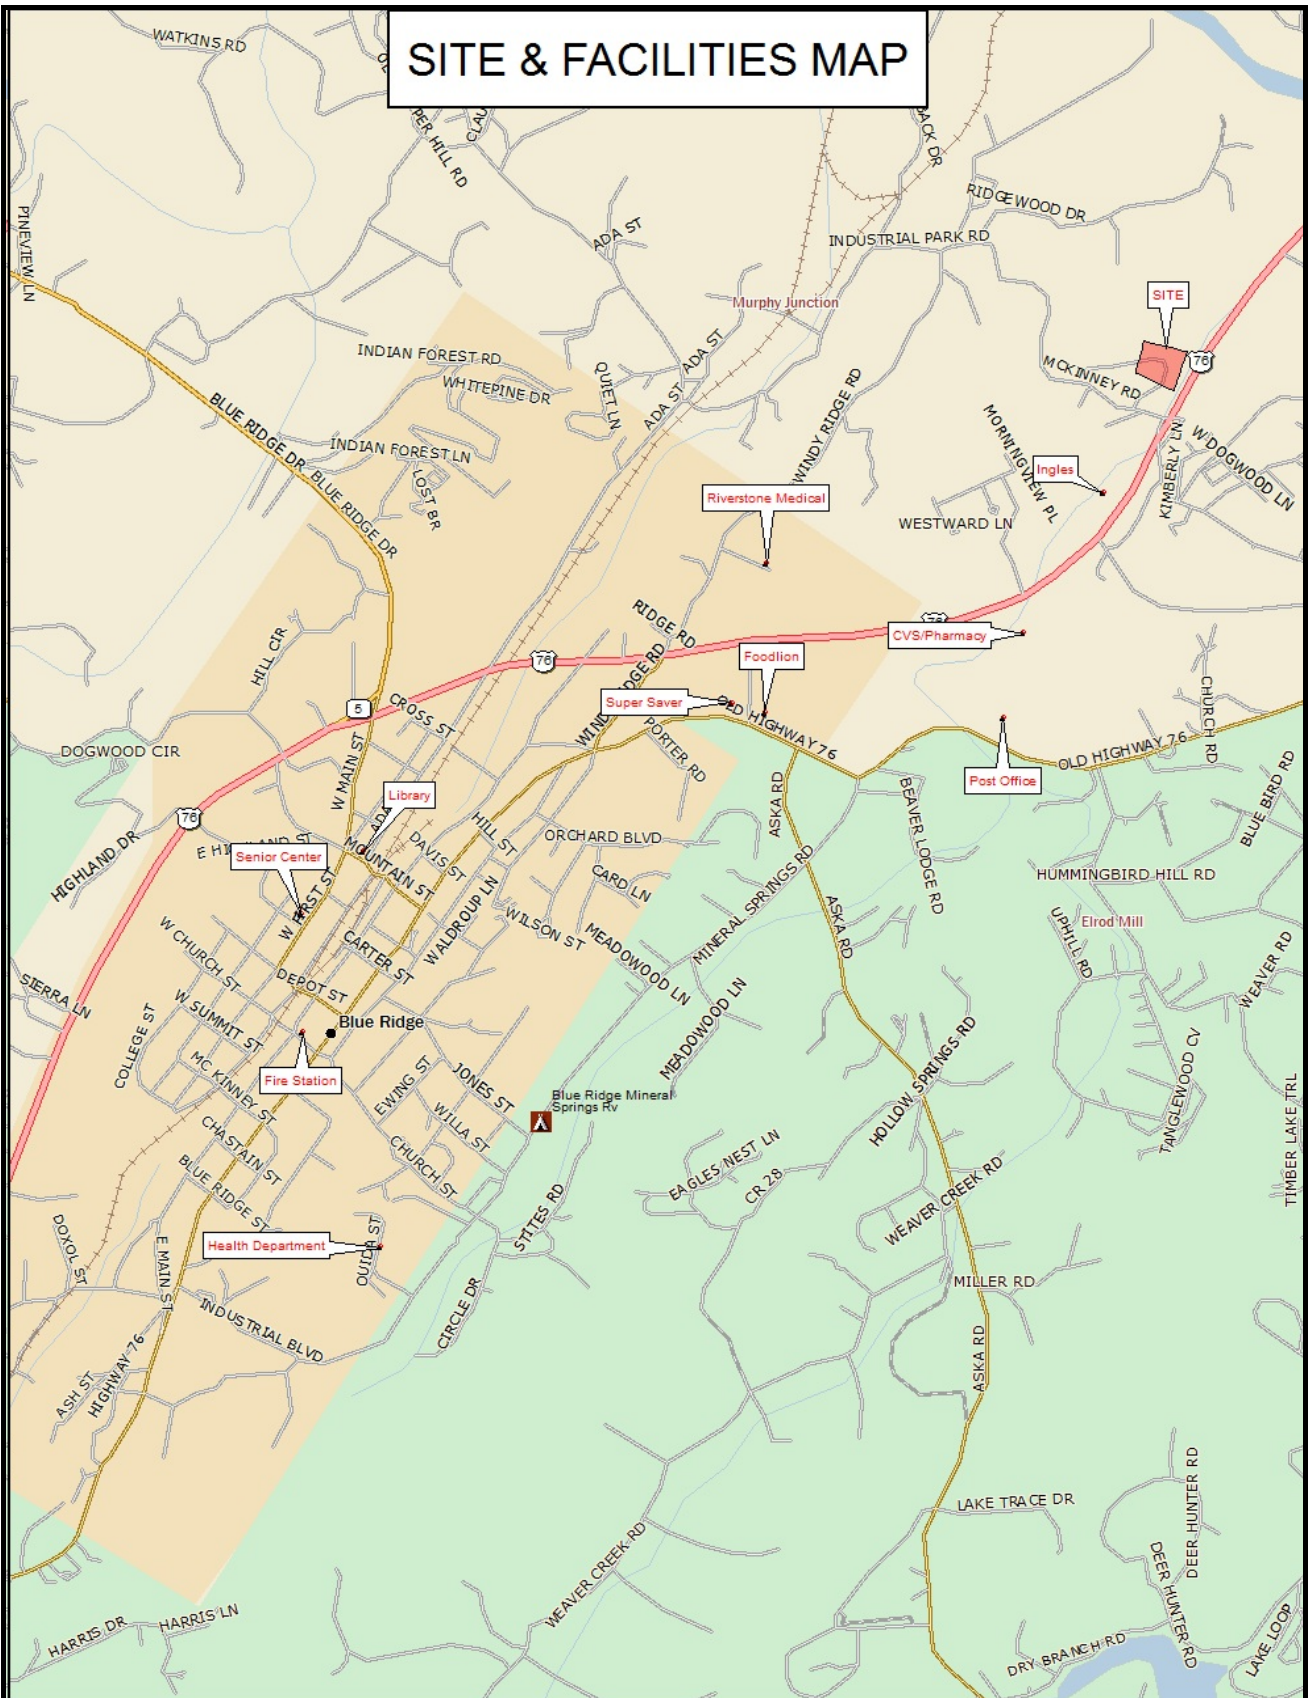 SITE & FACILITIES MAP
WATKINS RD
PER HILL RD
CLAU
BACK DR
RIDGEWOOD DR
INDUSTRIAL PARK RD
PINEVIEW LN
ADA ST
Murphy Junction
SITE
76
MCKINNEY RD
INDIAN FOREST RD
WHITEPINE DR
QUIET LN
ADA ST
ADA ST
WINDY RIDGE RD
MORNINGVIEW PL
KIMBERLY LN
W DOGWOOD LN
BLUE RIDGE DR
BLUE RIDGE DR
INDIAN FOREST LN
LOST BR
Ingles
Riverstone Medical
WESTWARD LN
RIDGE RD
76
CVS/Pharmacy
HILL CIR
Foodlion
76
Super Saver
OLD HIGHWAY 76
5
CROSS ST
PORTER RD
CHURCH RD
DOGWOOD CIR
W MAIN ST
Post Office
OLD HIGHWAY 76
ASKA RD
BEAVER LODGE RD
BLUE BIRD RD
Library
76
HILL ST
ORCHARD BLVD
HIGHLAND DR
Senior Center
MOUNTAIN ST
DAVIS ST
CARD LN
HUMMINGBIRD HILL RD
W FIRST ST
WALDROUP LN
WILSON ST
MEADOWOOD LN
MINERAL SPRINGS RD
ASKA RD
UPHILL RD
Elrod Mill
W CHURCH ST
CARTER ST
WEAVER RD
SIERRA LN
DEPOT ST
W SUMMIT ST
Blue Ridge
MEADOWOOD LN
COLLEGE ST
MC KINNEY ST
Fire Station
EWING ST
JONES ST
HOLLOW SPRINGS RD
TANGLEWOOD CV
Blue Ridge Mineral
Springs Rv
WILLA ST
CHASTAIN ST
CHURCH ST
EAGLES NEST LN
CR 28
WEAVER CREEK RD
TIMBER LAKE TRL
BLUE RIDGE ST
STITES RD
DOXOL ST
E MAIN ST
Health Department
MILLER RD
INDUSTRIAL BLVD
CIRCLE DR
ASH ST
HIGHWAY 76
ASKA RD
LAKE TRACE DR
DEER HUNTER RD
WEAVER CREEK RD
DEER HUNTER RD
HARRIS DR
HARRIS LN
DRY BRANCH RD
LAKE LOOP